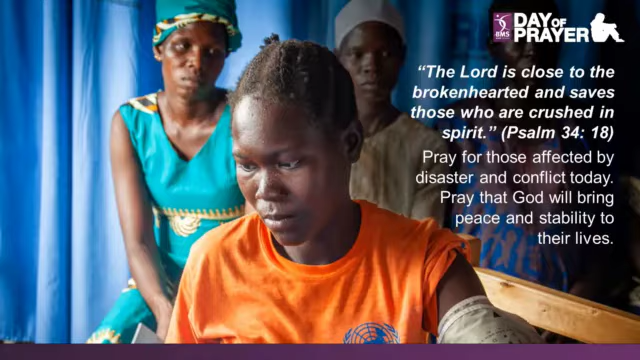 BMS
DAY OF
PRAYER
“The Lord is close to the
brokenhearted and saves
those who are crushed in
spirit.” (Psalm 34: 18)
Pray for those affected by
disaster and conflict today.
Pray that God will bring
peace and stability to
their lives.